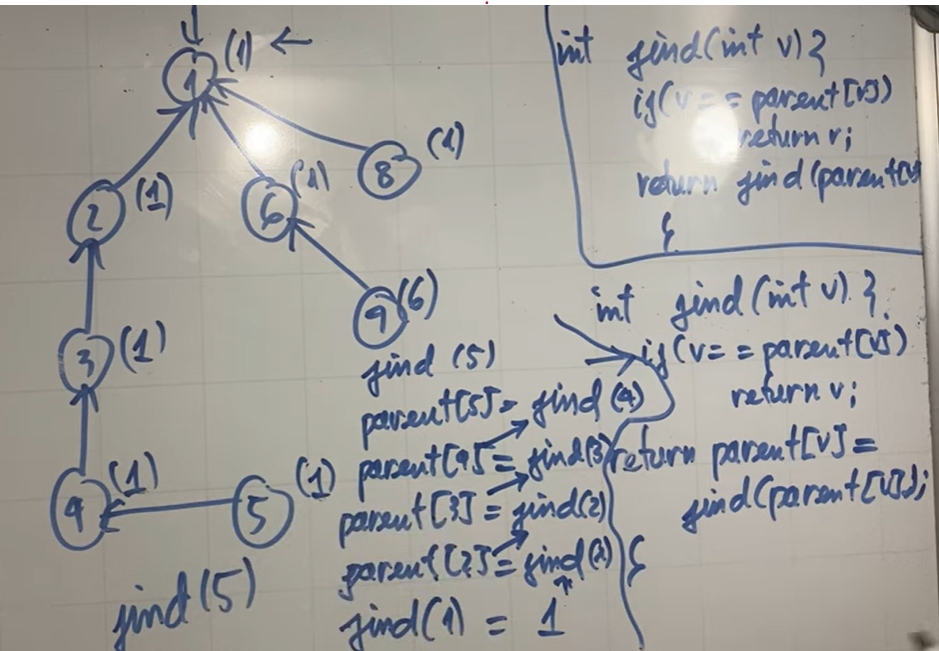 1 (1) ←
2 (1)
6 (1)
8 (1)
3 (1)
9 (6)
4 (1)
5 (1)
find (5)
find (5)
parent[5] = find (4)
parent[4] = find(3)
parent[3] = find(2)
parent[2] = find(1)
find(1) = 1
int find(int v) {
if(v == parent[v])
return v;
return find(parent[v
}
int find(int v) {
if(v == parent[v])
return v;
return parent[v] =
find(parent[v]);
}